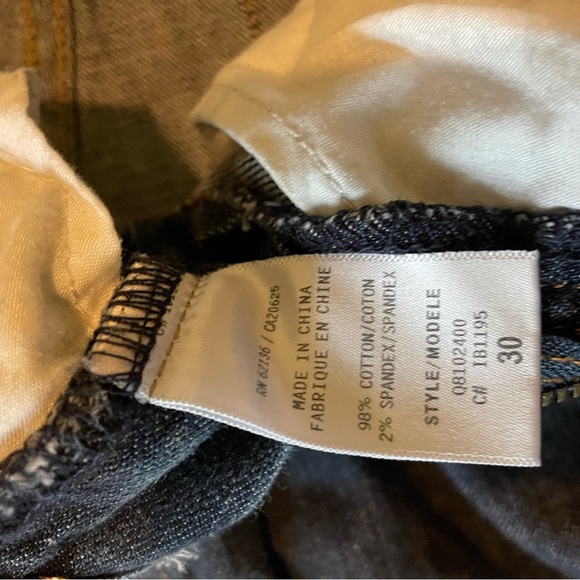 RN 62136 / CA20625
MADE IN CHINA
FABRIQUE EN CHINE
98% COTTON/COTON
2% SPANDEX/SPANDEX
STYLE/MODELE
Q8102400
C# IB1195
30